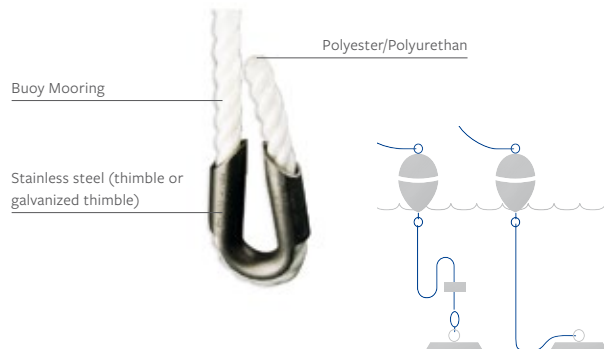 Polyester/Polyurethan
Buoy Mooring
Stainless steel (thimble or
galvanized thimble)